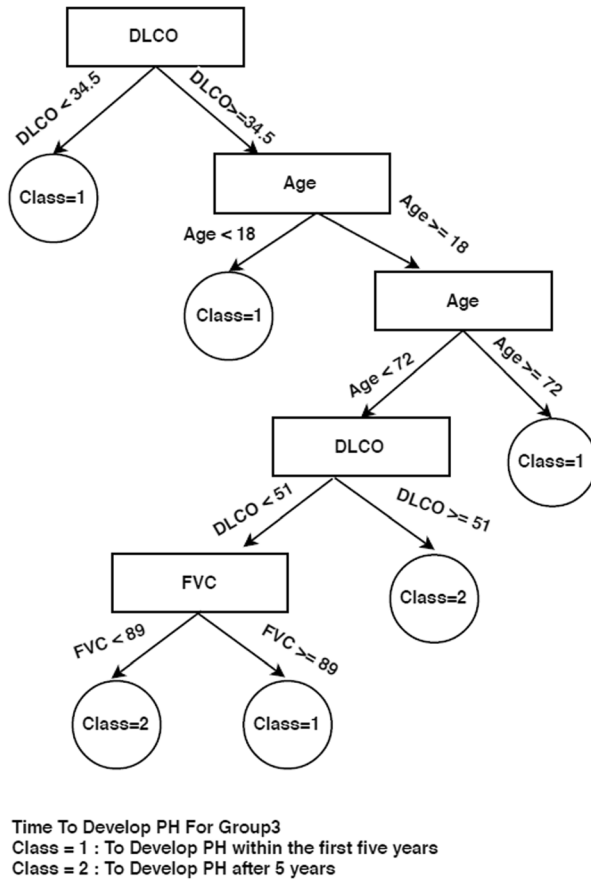 DLCO
DLCO < 34.5
DLCO>=34.5
Class=1
Age
Age < 18
Age >= 18
Class=1
Age
Age < 72
Age >= 72
DLCO
Class=1
DLCO < 51
DLCO >= 51
FVC
Class=2
FVC < 89
FVC >= 89
Class=2
Class=1
Time To Develop PH For Group3
Class = 1 : To Develop PH within the first five years
Class = 2 : To Develop PH after 5 years